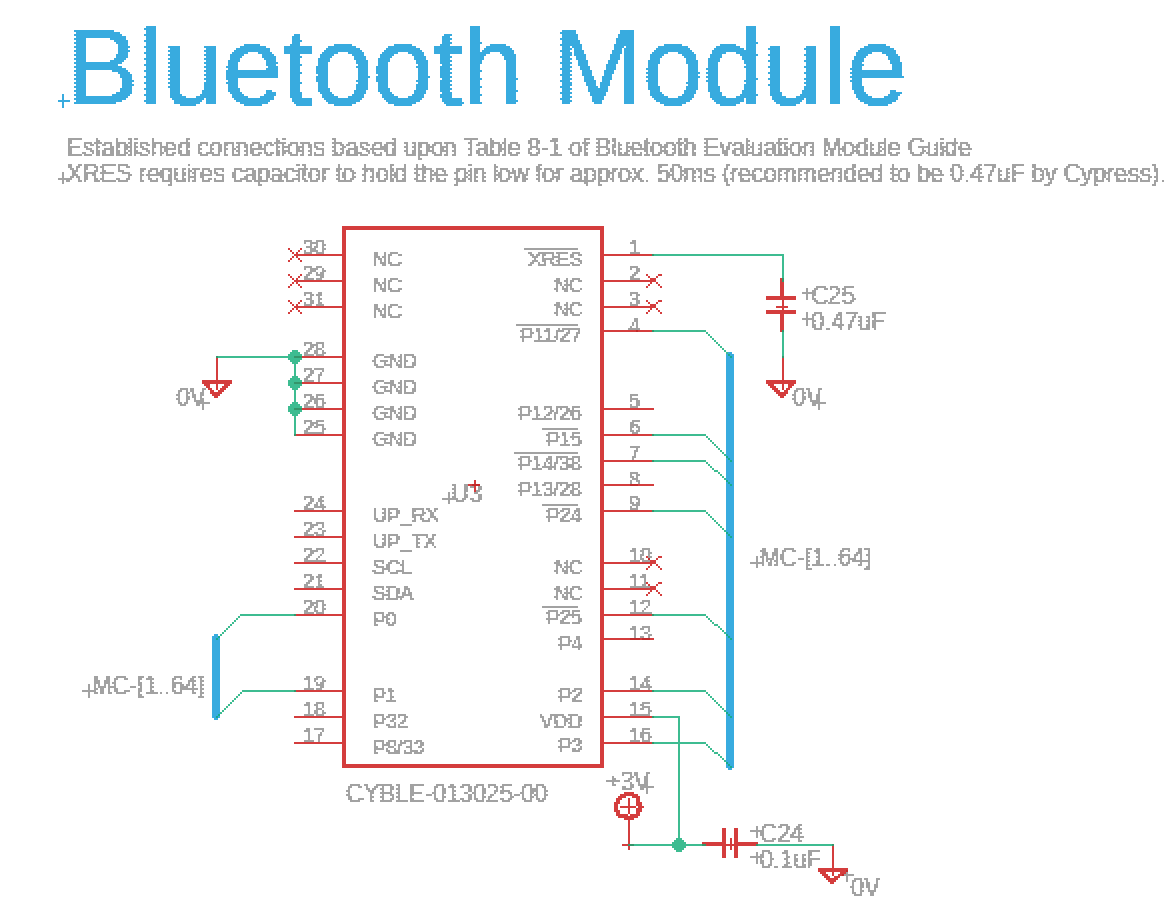 Bluetooth Module
Established connections based upon Table 8-1 of Bluetooth Evaluation Module Guide
XRES requires capacitor to hold the pin low for approx. 50ms (recommended to be 0.47uF by Cypress).
30 NC XRES 1
29 NC NC 2
31 NC NC 3
P11/27 4
C25
0.47uF
0V
28 GND
27 GND
26 GND
25 GND
0V
P12/26 5
P15 6
P14/38 7
P13/28 8
P24 9
U3
24 UP_RX
23 UP_TX
22 SCL NC 10
21 SDA NC 11
20 P0 P25 12
P4 13
MC-[1..64]
MC-[1..64]
19 P1 P2 14
18 P32 VDD 15
17 P8/33 P3 16
CYBLE-013025-00
+3V
C24
0.1uF
0V